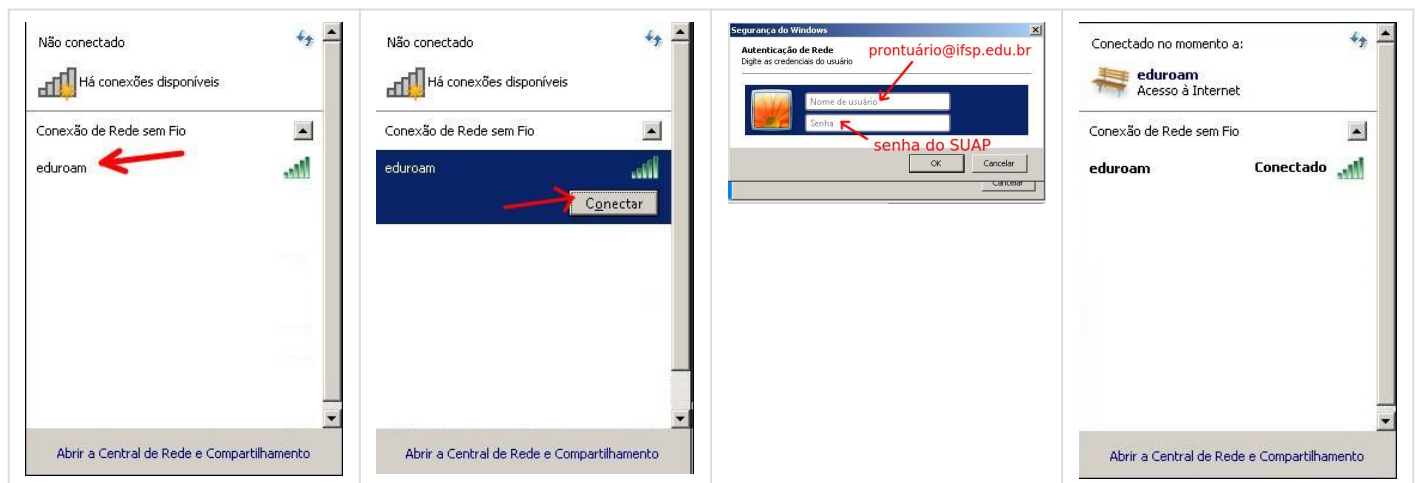 Não conectado
Há conexões disponíveis
Conexão de Rede sem Fio
eduroam
Abrir a Central de Rede e Compartilhamento
Não conectado
Há conexões disponíveis
Conexão de Rede sem Fio
eduroam
Conectar
Abrir a Central de Rede e Compartilhamento
Segurança do Windows
Autenticação de Rede
Digite as credenciais do usuário
prontuário@ifsp.edu.br
Nome de usuário
Senha
senha do SUAP
OK Cancelar
Cancelar
Conectado no momento a:
eduroam
Acesso à Internet
Conexão de Rede sem Fio
eduroam Conectado
Abrir a Central de Rede e Compartilhamento